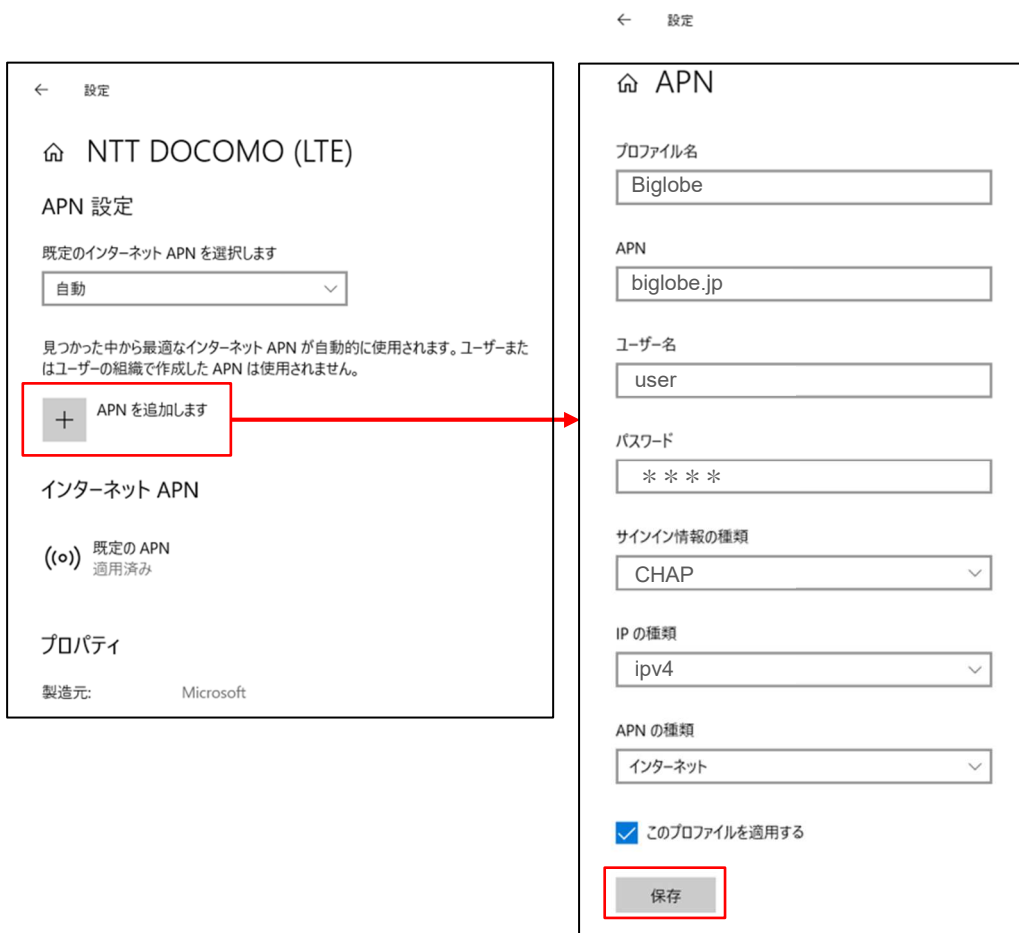 設定
NTT DOCOMO (LTE)
APN 設定
既定のインターネット APN を選択します
自動
見つかった中から最適なインターネット APN が自動的に使用されます。ユーザーまた
はユーザーの組織で作成した APN は使用されません。
+ APN を追加します
インターネット APN
既定の APN
適用済み
プロパティ
製造元: Microsoft
設定
APN
プロファイル名
Biglobe
APN
biglobe.jp
ユーザー名
user
パスワード
＊＊＊＊
サインイン情報の種類
CHAP
IP の種類
ipv4
APN の種類
インターネット
このプロファイルを適用する
保存